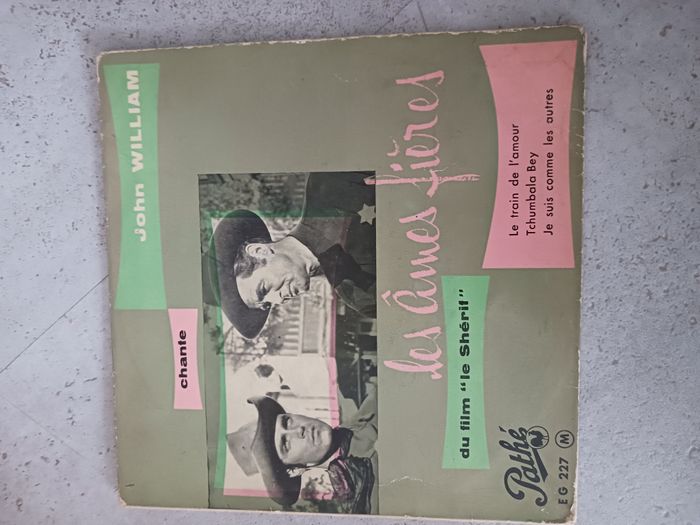 John WILLIAM
chante
les âmes fières
du film "le Shérif"
Le train de l'amour
Tchumbala Bey
Je suis comme les autres
Pathé
EG 227 M